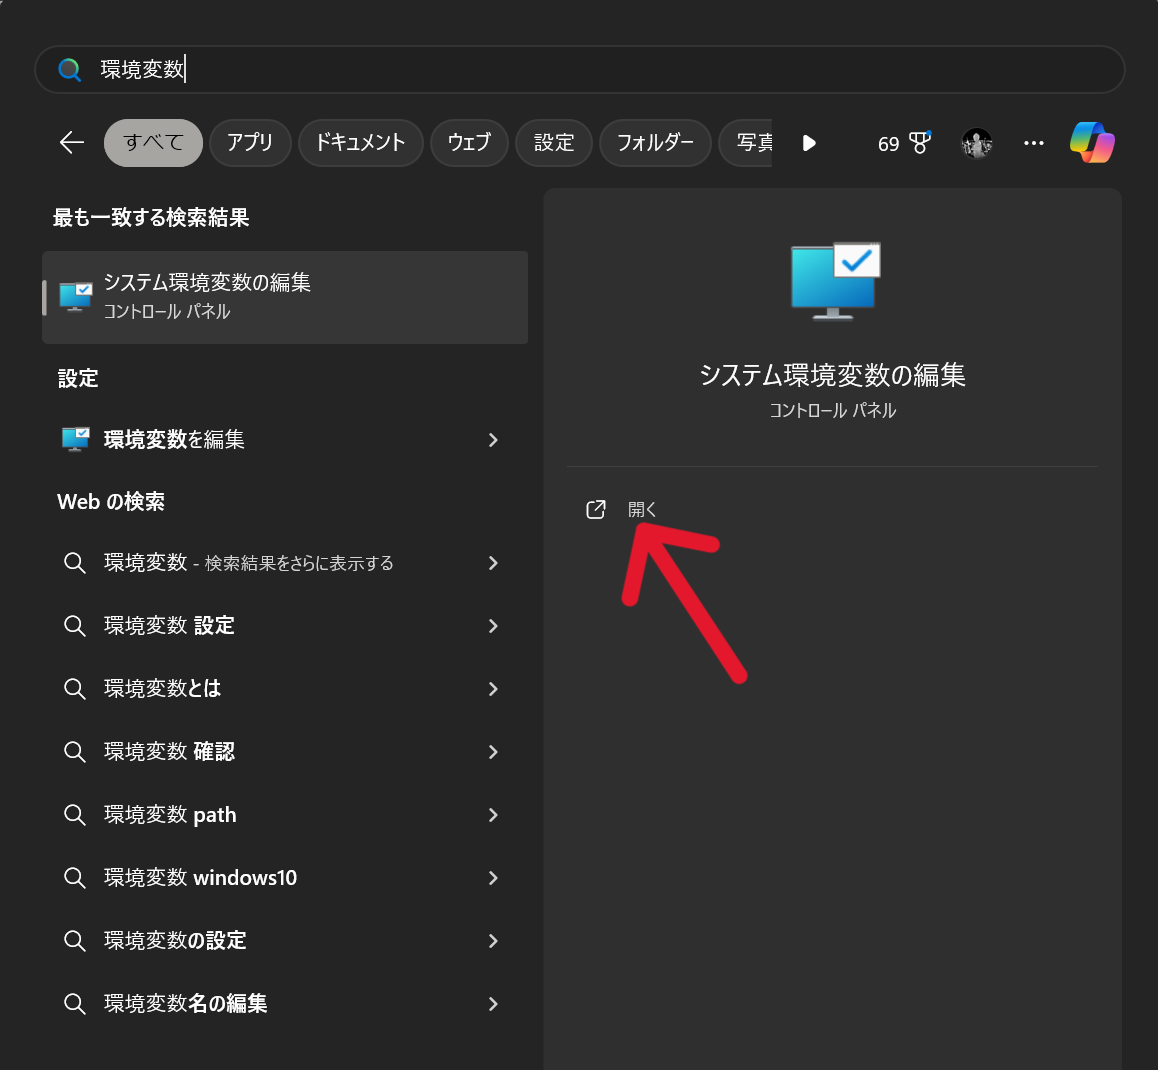 環境変数
すべて
アプリ
ドキュメント
ウェブ
設定
フォルダー
写真
69
最も一致する検索結果
システム環境変数の編集
コントロール パネル
設定
環境変数を編集
Web の検索
環境変数 - 検索結果をさらに表示する
環境変数 設定
環境変数とは
環境変数 確認
環境変数 path
環境変数 windows10
環境変数の設定
環境変数名の編集
システム環境変数の編集
コントロール パネル
開く